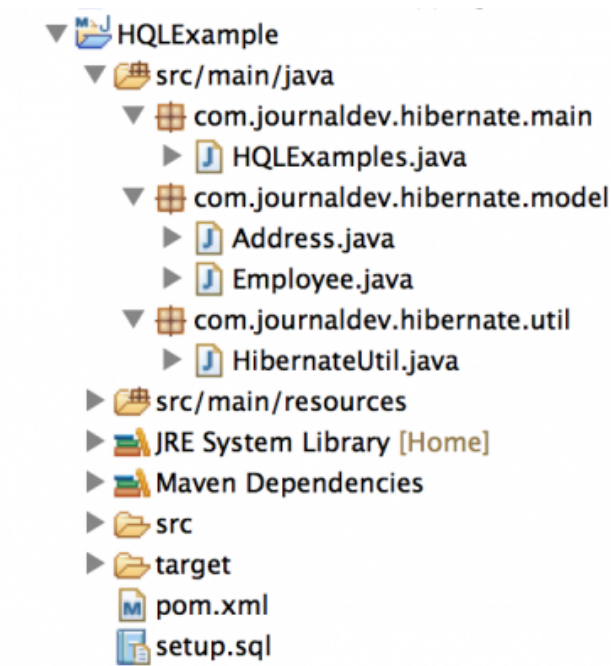 HQLExample
src/main/java
com.journaldev.hibernate.main
HQLExamples.java
com.journaldev.hibernate.model
Address.java
Employee.java
com.journaldev.hibernate.util
HibernateUtil.java
src/main/resources
JRE System Library [Home]
Maven Dependencies
src
target
pom.xml
setup.sql